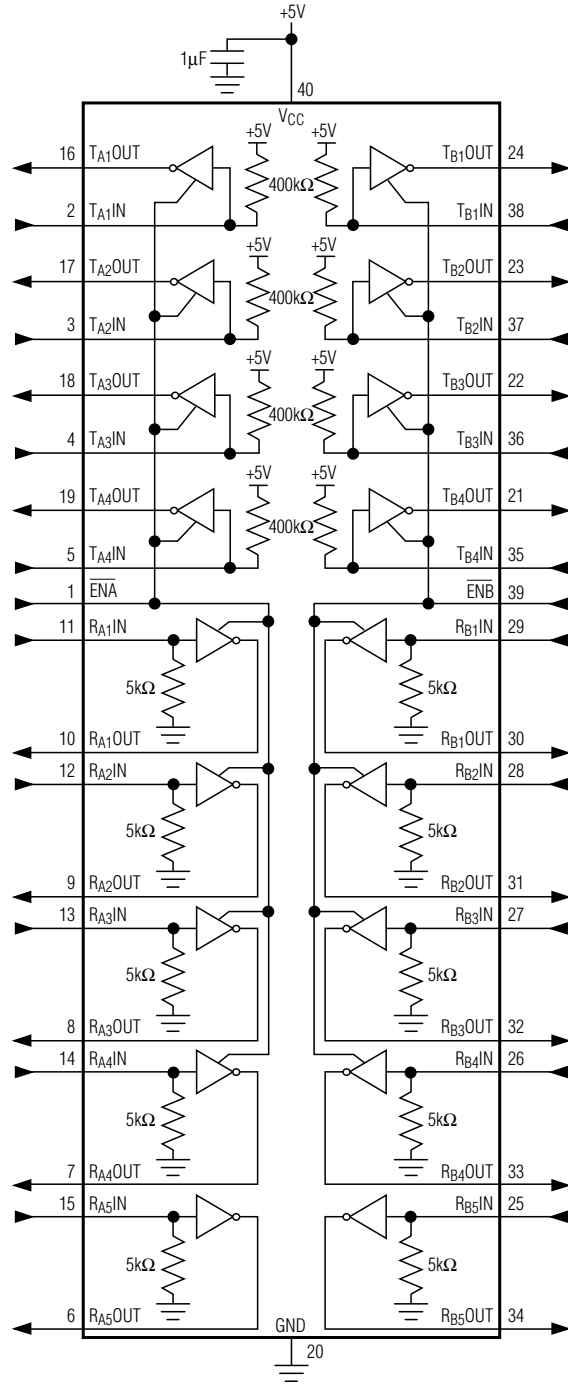 +5V
1µF
40
VCC
16 TA1OUT +5V +5V TB1OUT 24
400kΩ
2 TA1IN TB1IN 38
17 TA2OUT +5V +5V TB2OUT 23
400kΩ
3 TA2IN TB2IN 37
18 TA3OUT +5V +5V TB3OUT 22
400kΩ
4 TA3IN TB3IN 36
19 TA4OUT +5V +5V TB4OUT 21
400kΩ
5 TA4IN TB4IN 35
1 ENA ENB 39
11 RA1IN RB1IN 29
5kΩ 5kΩ
10 RA1OUT RB1OUT 30
12 RA2IN RB2IN 28
5kΩ 5kΩ
9 RA2OUT RB2OUT 31
13 RA3IN RB3IN 27
5kΩ 5kΩ
8 RA3OUT RB3OUT 32
14 RA4IN RB4IN 26
5kΩ 5kΩ
7 RA4OUT RB4OUT 33
15 RA5IN RB5IN 25
5kΩ 5kΩ
6 RA5OUT RB5OUT 34
GND
20